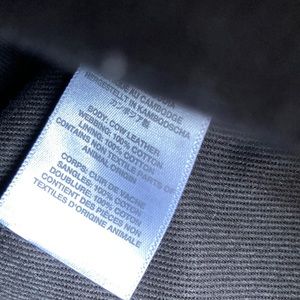 AU CAMBODGE
HERGESTELLT IN KAMBODSCHA
カンボジア製
BODY: COW LEATHER
WEBBING: 100% COTTON
LINING: 100% COTTON
CONTAINS NON-TEXTILE PARTS OF
ANIMAL ORIGIN
CORPS: CUIR DE VACHE
SANGLES: 100% COTON
DOUBLURE: 100% COTON
CONTIENT DES PIÈCES NON
TEXTILES D'ORIGINE ANIMALE